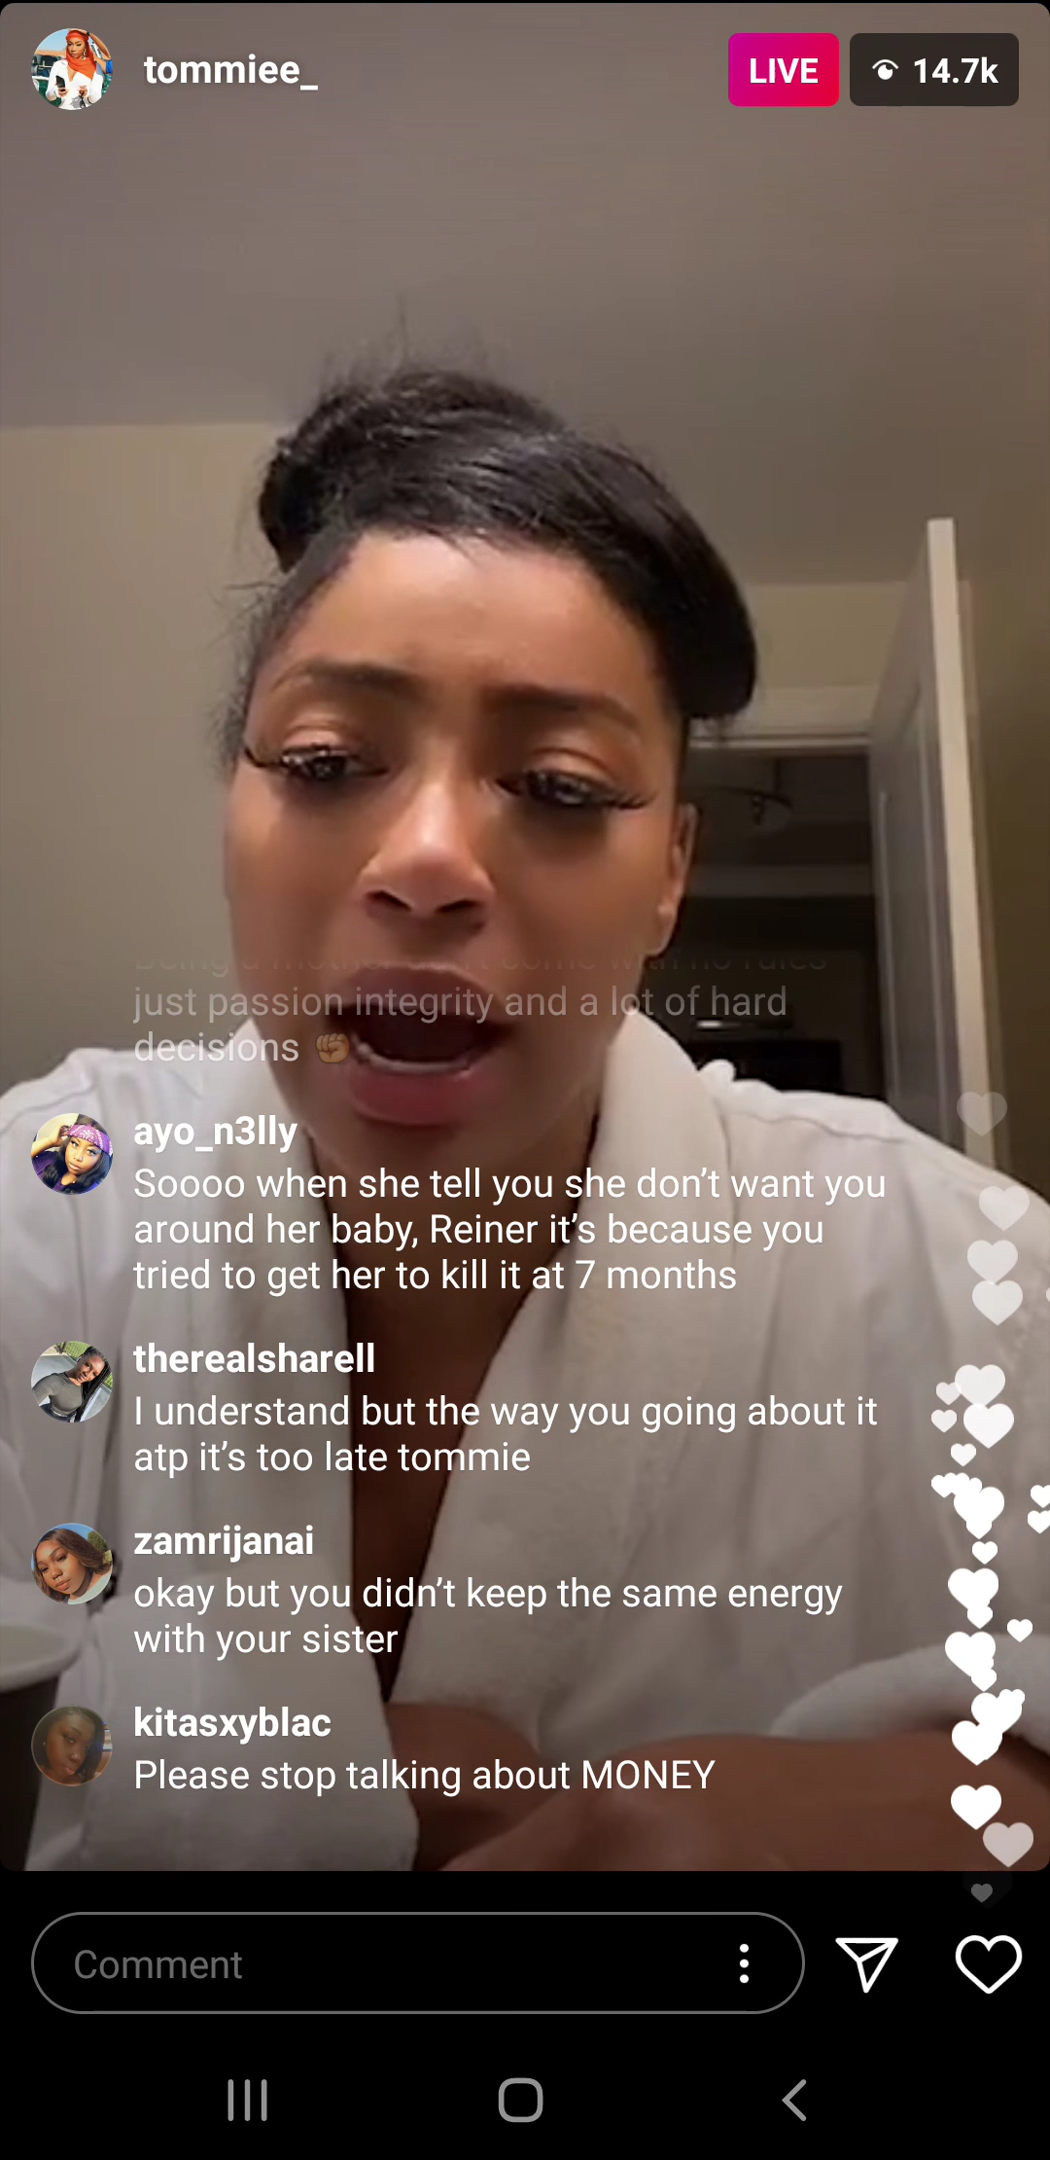 tommiee_
LIVE
14.7k
just passion integrity and a lot of hard
decisions ✊🏾
ayo_n3lly
Soooo when she tell you she don't want you
around her baby, Reiner it's because you
tried to get her to kill it at 7 months
therealsharell
I understand but the way you going about it
atp it's too late tommie
zamrijanai
okay but you didn't keep the same energy
with your sister
kitasxyblac
Please stop talking about MONEY
Comment